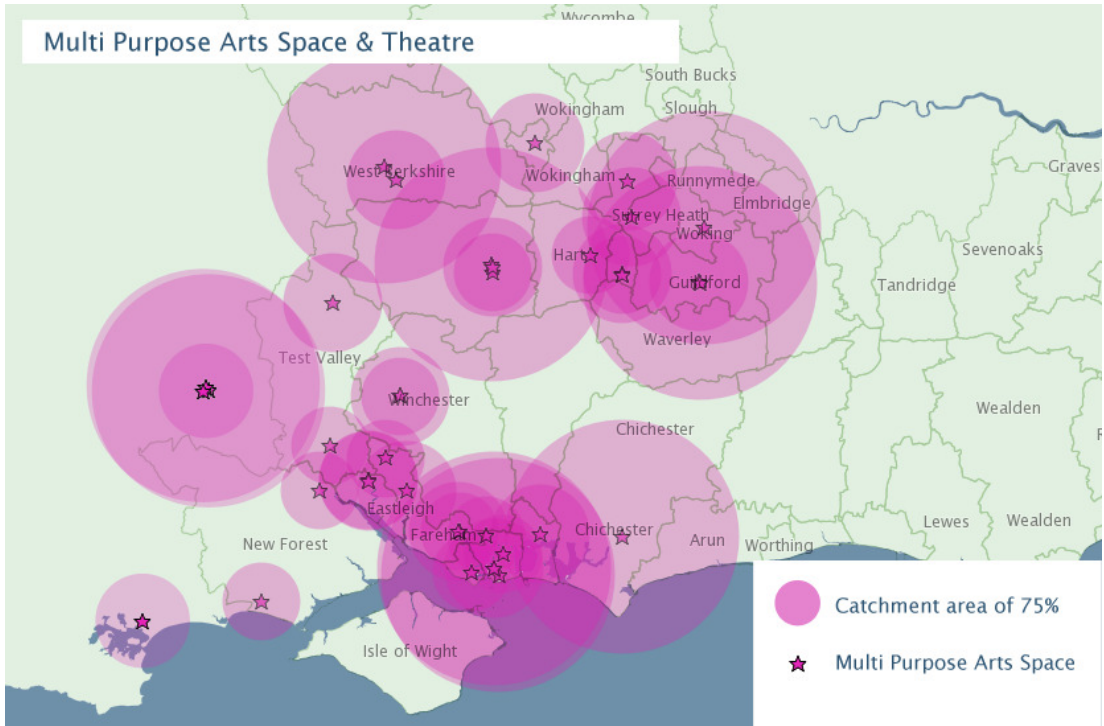 Wycombe
Multi Purpose Arts Space & Theatre
South Bucks
Wokingham
Slough
Gravesh
West Berkshire
Wokingham
Runnymede
Elmbridge
Surrey Heath
Woking
Hart
Sevenoaks
Guildford
Tandridge
Waverley
Test Valley
Winchester
Wealden
Chichester
Eastleigh
Lewes
Wealden
Fareham
Chichester
Arun
Worthing
New Forest
Catchment area of 75%
Isle of Wight
Multi Purpose Arts Space